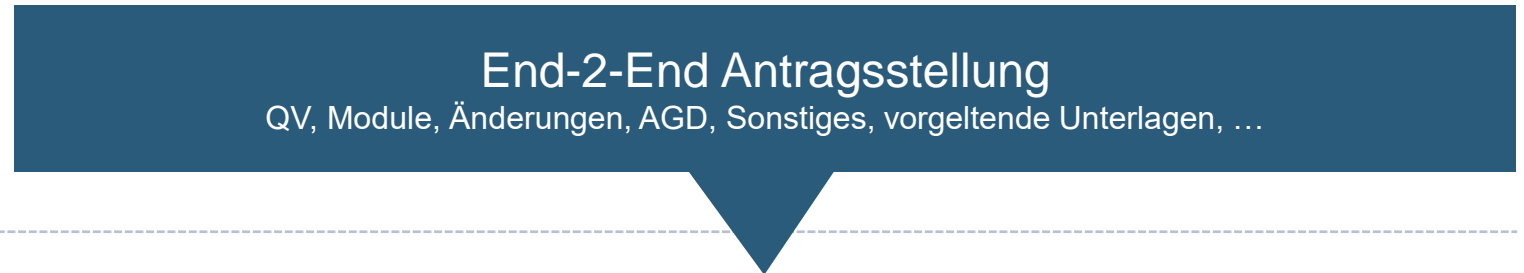 End-2-End Antragsstellung
QV, Module, Änderungen, AGD, Sonstiges, vorgeltende Unterlagen, …